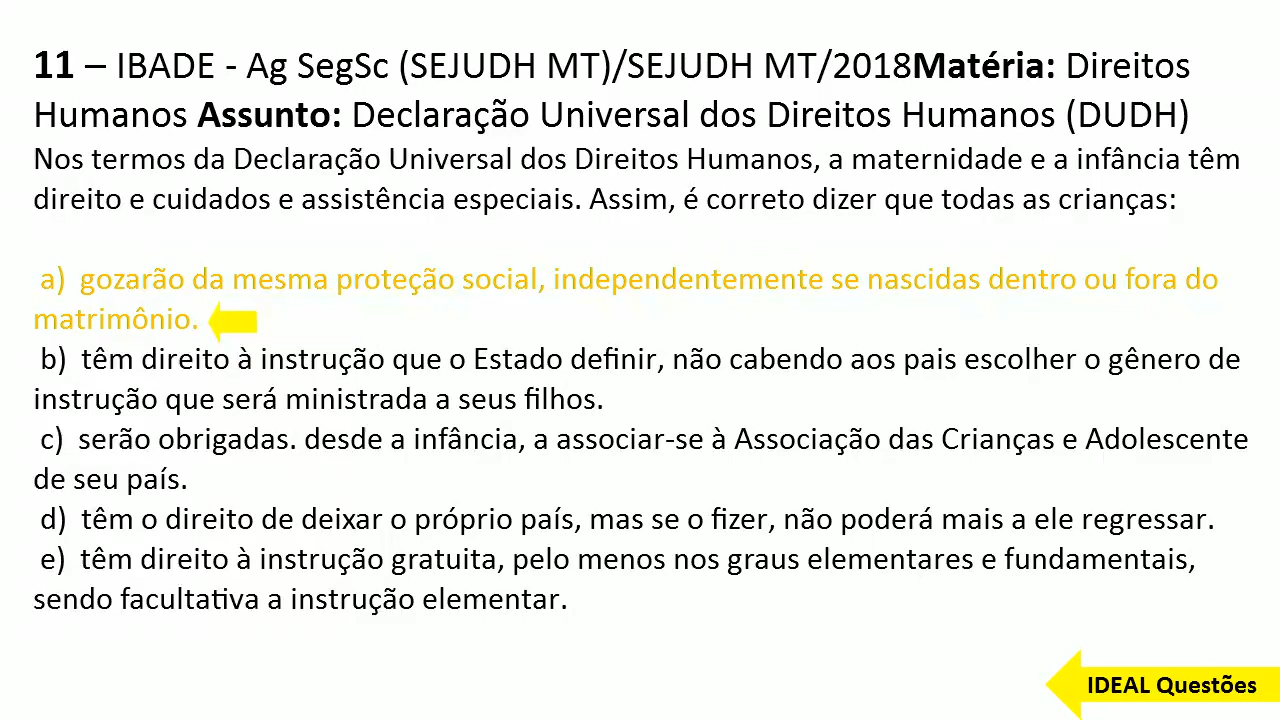 11 – IBADE - Ag SegSc (SEJUDH MT)/SEJUDH MT/2018Matéria: Direitos
Humanos Assunto: Declaração Universal dos Direitos Humanos (DUDH)
Nos termos da Declaração Universal dos Direitos Humanos, a maternidade e a infância têm
direito e cuidados e assistência especiais. Assim, é correto dizer que todas as crianças:
a) gozarão da mesma proteção social, independentemente se nascidas dentro ou fora do
matrimônio.
b) têm direito à instrução que o Estado definir, não cabendo aos pais escolher o gênero de
instrução que será ministrada a seus filhos.
c) serão obrigadas. desde a infância, a associar-se à Associação das Crianças e Adolescente
de seu país.
d) têm o direito de deixar o próprio país, mas se o fizer, não poderá mais a ele regressar.
e) têm direito à instrução gratuita, pelo menos nos graus elementares e fundamentais,
sendo facultativa a instrução elementar.
IDEAL Questões